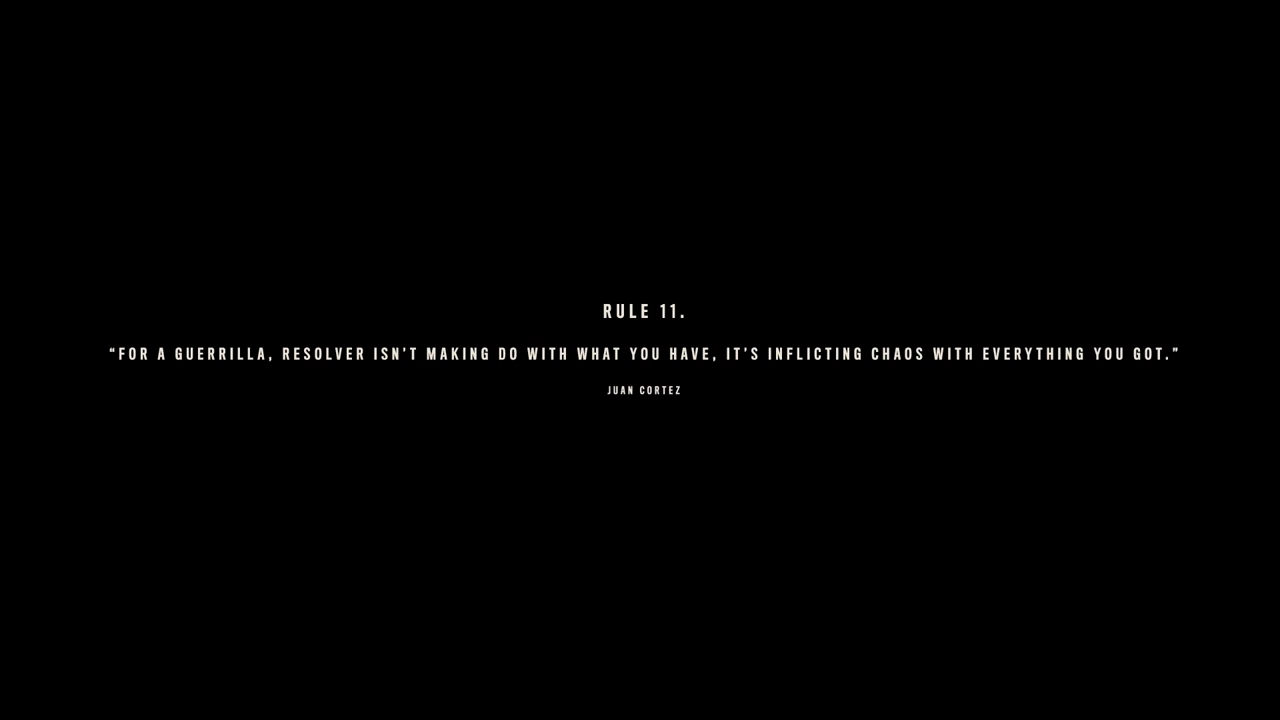 RULE 11.
“FOR A GUERRILLA, RESOLVER ISN’T MAKING DO WITH WHAT YOU HAVE, IT’S INFLICTING CHAOS WITH EVERYTHING YOU GOT.”
JUAN CORTEZ